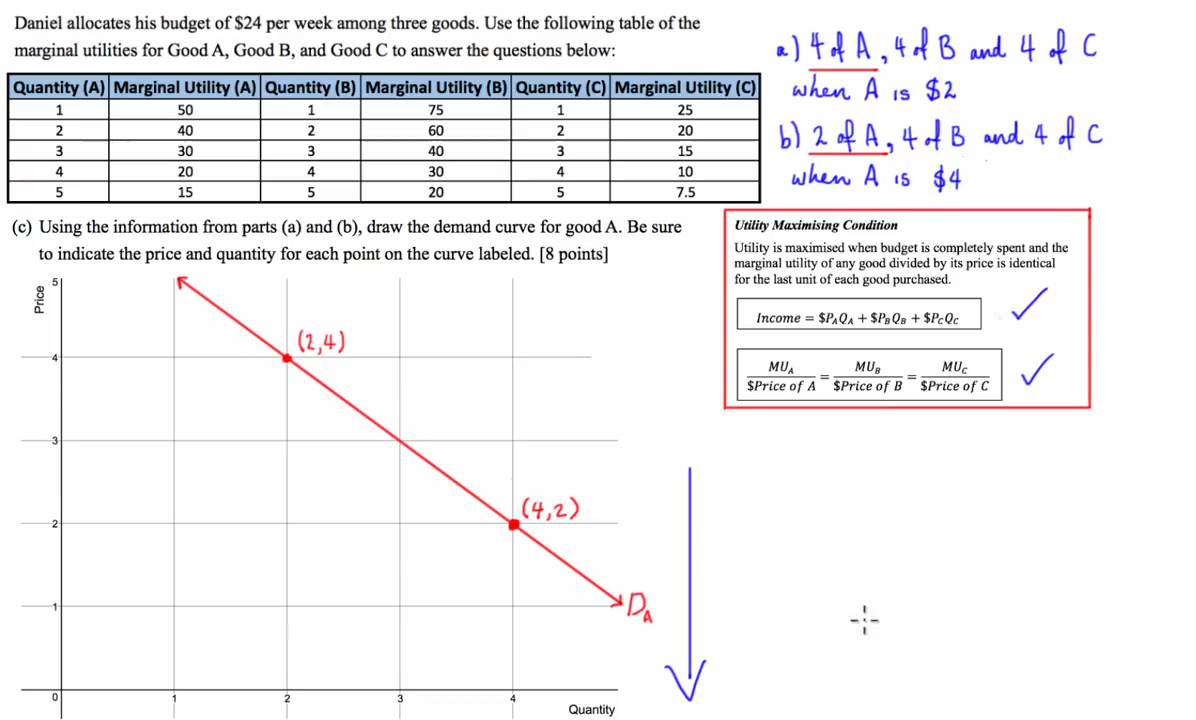 Daniel allocates his budget of $24 per week among three goods. Use the following table of the
marginal utilities for Good A, Good B, and Good C to answer the questions below:
Quantity (A) Marginal Utility (A) Quantity (B) Marginal Utility (B) Quantity (C) Marginal Utility (C)
1 50 1 75 1 25
2 40 2 60 2 20
3 30 3 40 3 15
4 20 4 30 4 10
5 15 5 20 5 7.5
a) 4 of A, 4 of B and 4 of C
when A is $2
b) 2 of A, 4 of B and 4 of C
when A is $4
(c) Using the information from parts (a) and (b), draw the demand curve for good A. Be sure
to indicate the price and quantity for each point on the curve labeled. [8 points]
Utility Maximising Condition
Utility is maximised when budget is completely spent and the
marginal utility of any good divided by its price is identical
for the last unit of each good purchased.
Income = $PAQA + $PBQB + $PCQC
MUA / $Price of A = MUB / $Price of B = MUC / $Price of C
Price
5
4
3
2
1
0
1
2
3
4
Quantity
(2,4)
(4,2)
DA